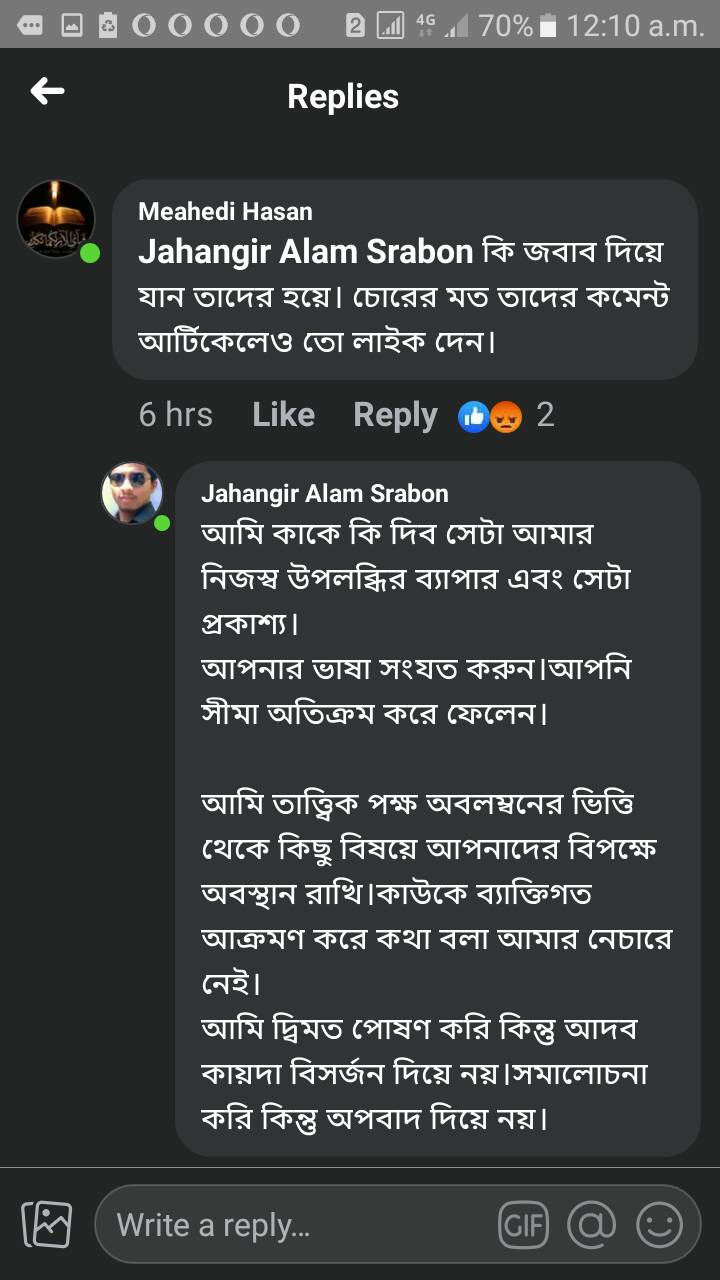 2 4G 70% 12:10 a.m.
Replies
Meahedi Hasan
Jahangir Alam Srabon কি জবাব দিয়ে
যান তাদের হয়ে। চোরের মত তাদের কমেন্ট
আর্টিকেলেও তো লাইক দেন।
6 hrs Like Reply 2
Jahangir Alam Srabon
আমি কাকে কি দিব সেটা আমার
নিজস্ব উপলব্ধির ব্যাপার এবং সেটা
প্রকাশ্য।
আপনার ভাষা সংযত করুন।আপনি
সীমা অতিক্রম করে ফেলেন।
আমি তাত্ত্বিক পক্ষ অবলম্বনের ভিত্তি
থেকে কিছু বিষয়ে আপনাদের বিপক্ষে
অবস্থান রাখি।কাউকে ব্যাক্তিগত
আক্রমণ করে কথা বলা আমার নেচারে
নেই।
আমি দ্বিমত পোষণ করি কিন্তু আদব
কায়দা বিসর্জন দিয়ে নয়।সমালোচনা
করি কিন্তু অপবাদ দিয়ে নয়।
Write a reply... GIF @